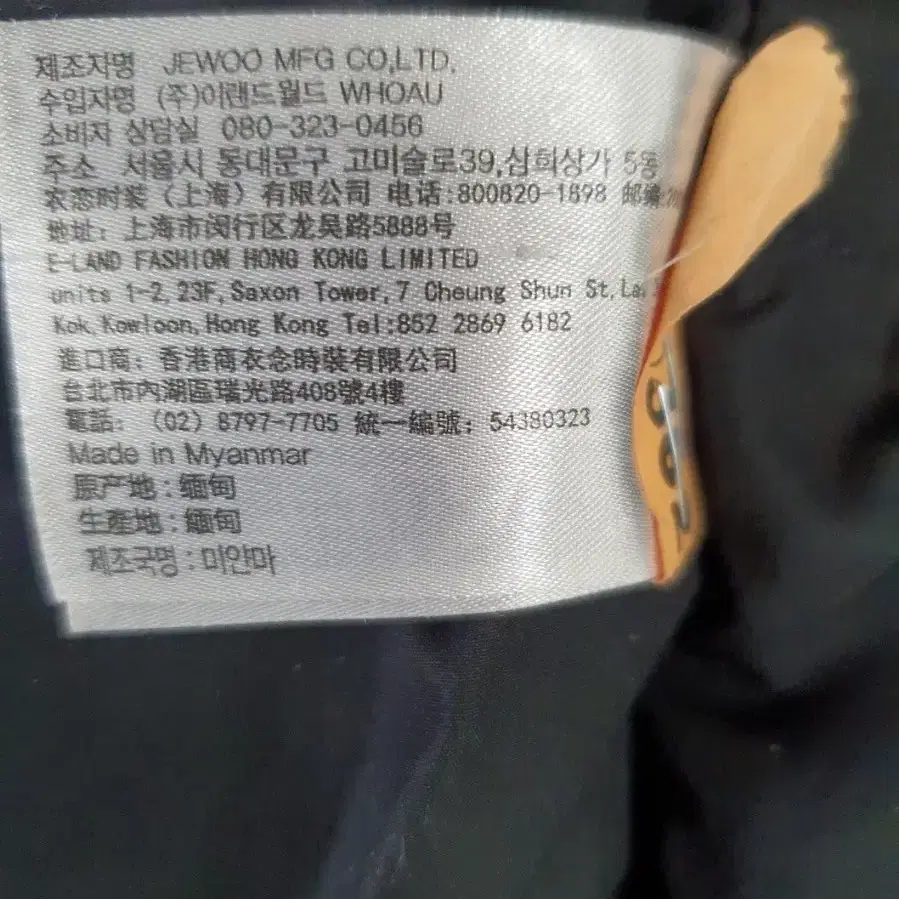 제조자명 JEWOO MFG CO,LTD.
수입자명 (주)이랜드월드 WHOAU
소비자 상담실 080-323-0456
주소 서울시 동대문구 고미술로39,삼희상가 5동
衣恋时装（上海）有限公司 电话:800820-1898 邮编:
地址: 上海市闵行区龙吴路5888号
E-LAND FASHION HONG KONG LIMITED
units 1-2,23F,Saxon Tower,7 Cheung Shun St,La
Kok,Kowloon,Hong Kong Tel:852 2869 6182
進口商: 香港商衣念時裝有限公司
台北市內湖區瑞光路408號4樓
電話: (02) 8797-7705 統一編號: 54380323
Made in Myanmar
原产地:缅甸
生產地:緬甸
제조국명:미얀마